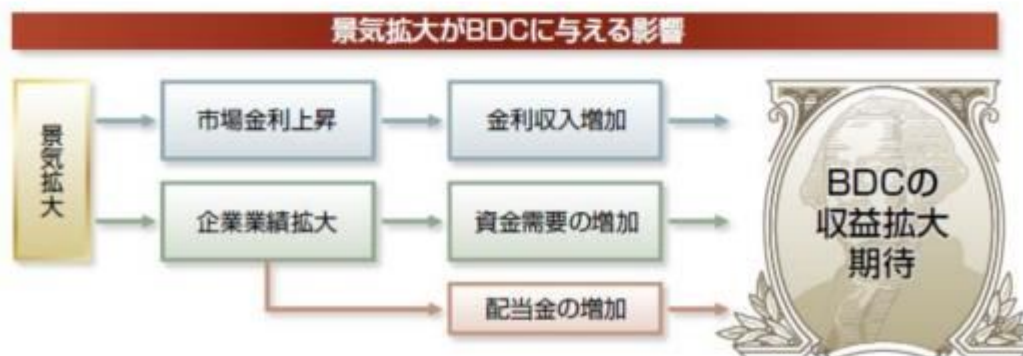 景気拡大がBDCに与える影響
景気拡大
市場金利上昇
金利収入増加
企業業績拡大
資金需要の増加
配当金の増加
BDCの
収益拡大
期待